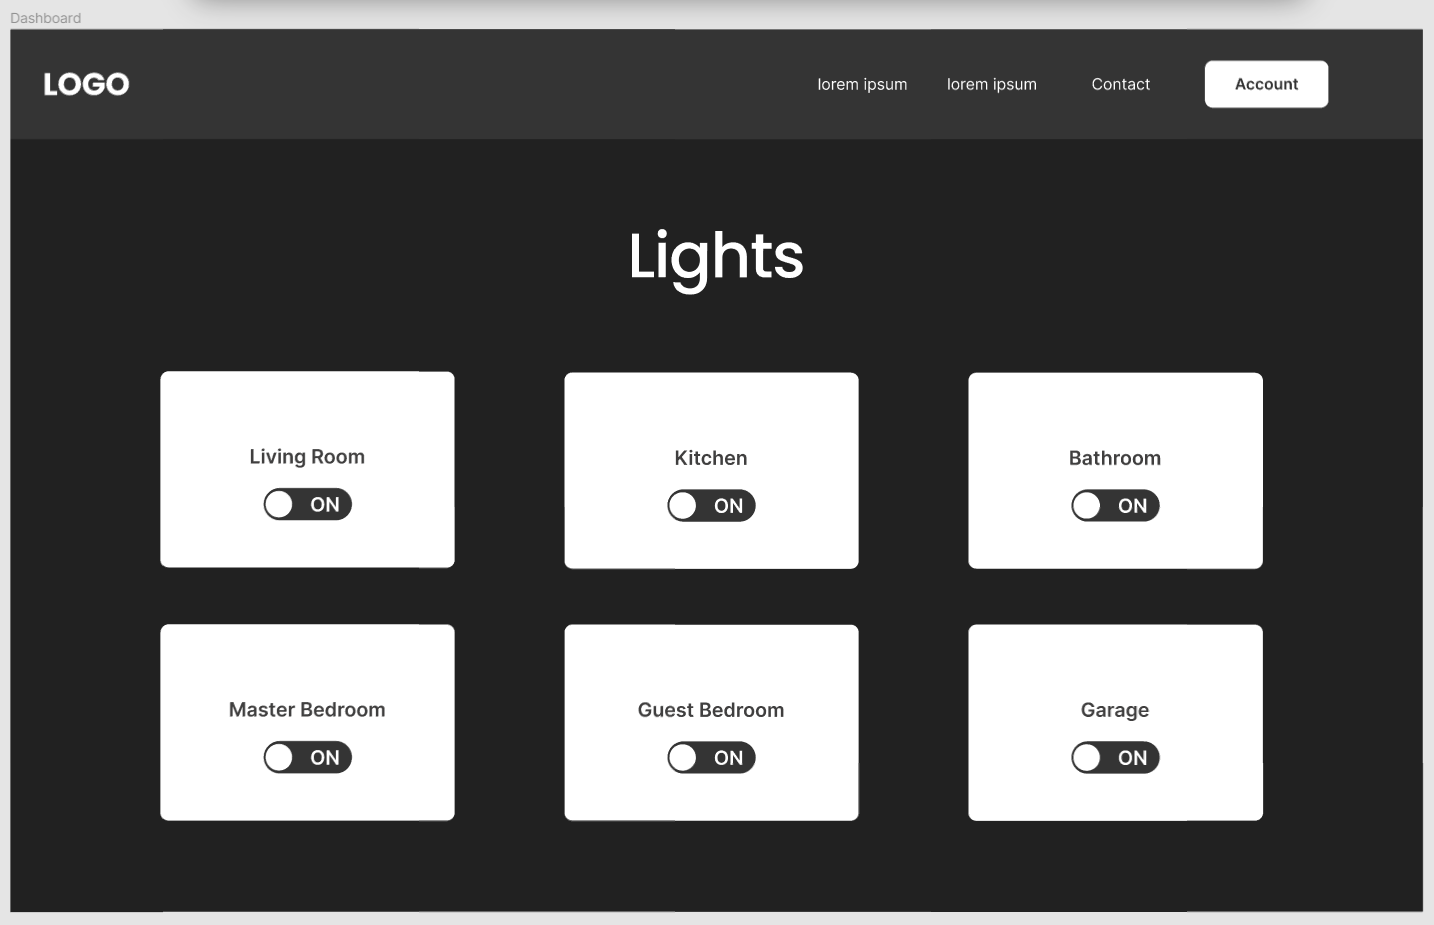 Dashboard
LOGO
lorem ipsum
lorem ipsum
Contact
Account
Lights
Living Room
ON
Kitchen
ON
Bathroom
ON
Master Bedroom
ON
Guest Bedroom
ON
Garage
ON